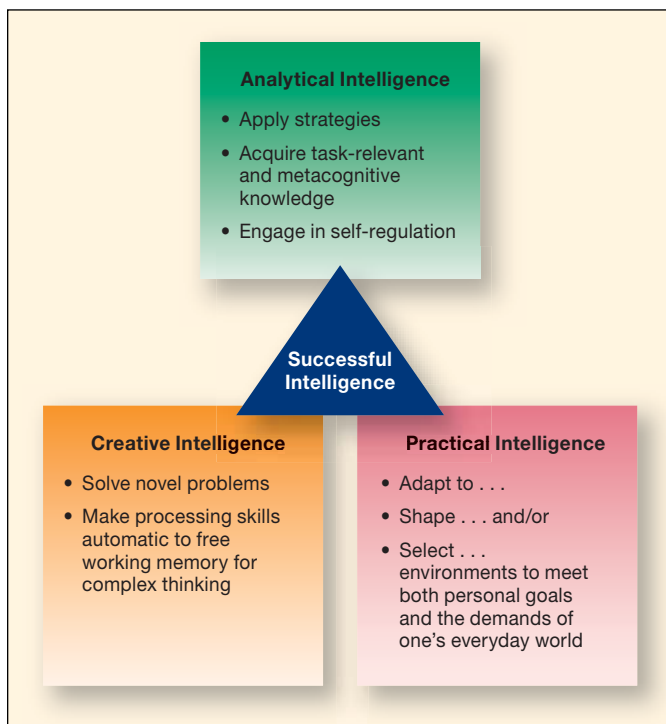 Analytical Intelligence
• Apply strategies
• Acquire task-relevant
and metacognitive
knowledge
• Engage in self-regulation
Successful
Intelligence
Creative Intelligence
• Solve novel problems
• Make processing skills
automatic to free
working memory for
complex thinking
Practical Intelligence
• Adapt to . . .
• Shape . . . and/or
• Select . . .
environments to meet
both personal goals
and the demands of
one’s everyday world